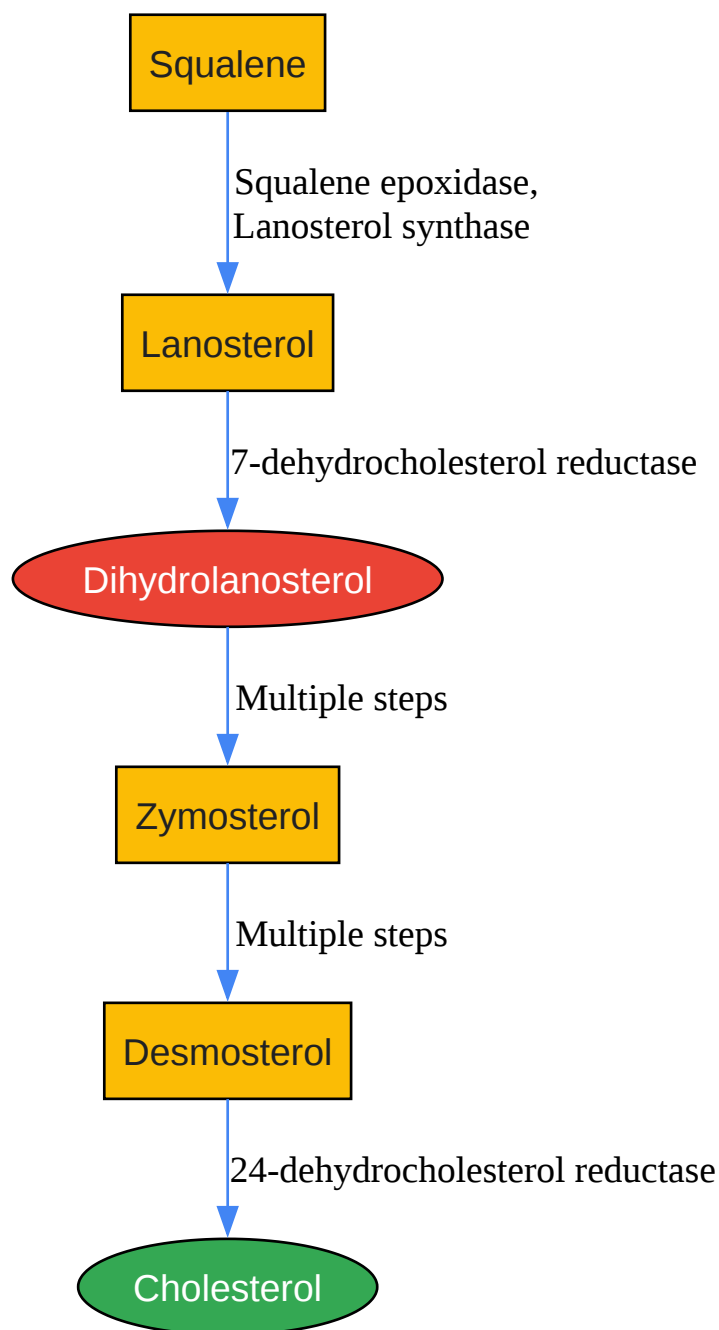 Squalene
Squalene epoxidase,
Lanosterol synthase
Lanosterol
7-dehydrocholesterol reductase
Dihydrolanosterol
Multiple steps
Zymosterol
Multiple steps
Desmosterol
24-dehydrocholesterol reductase
Cholesterol